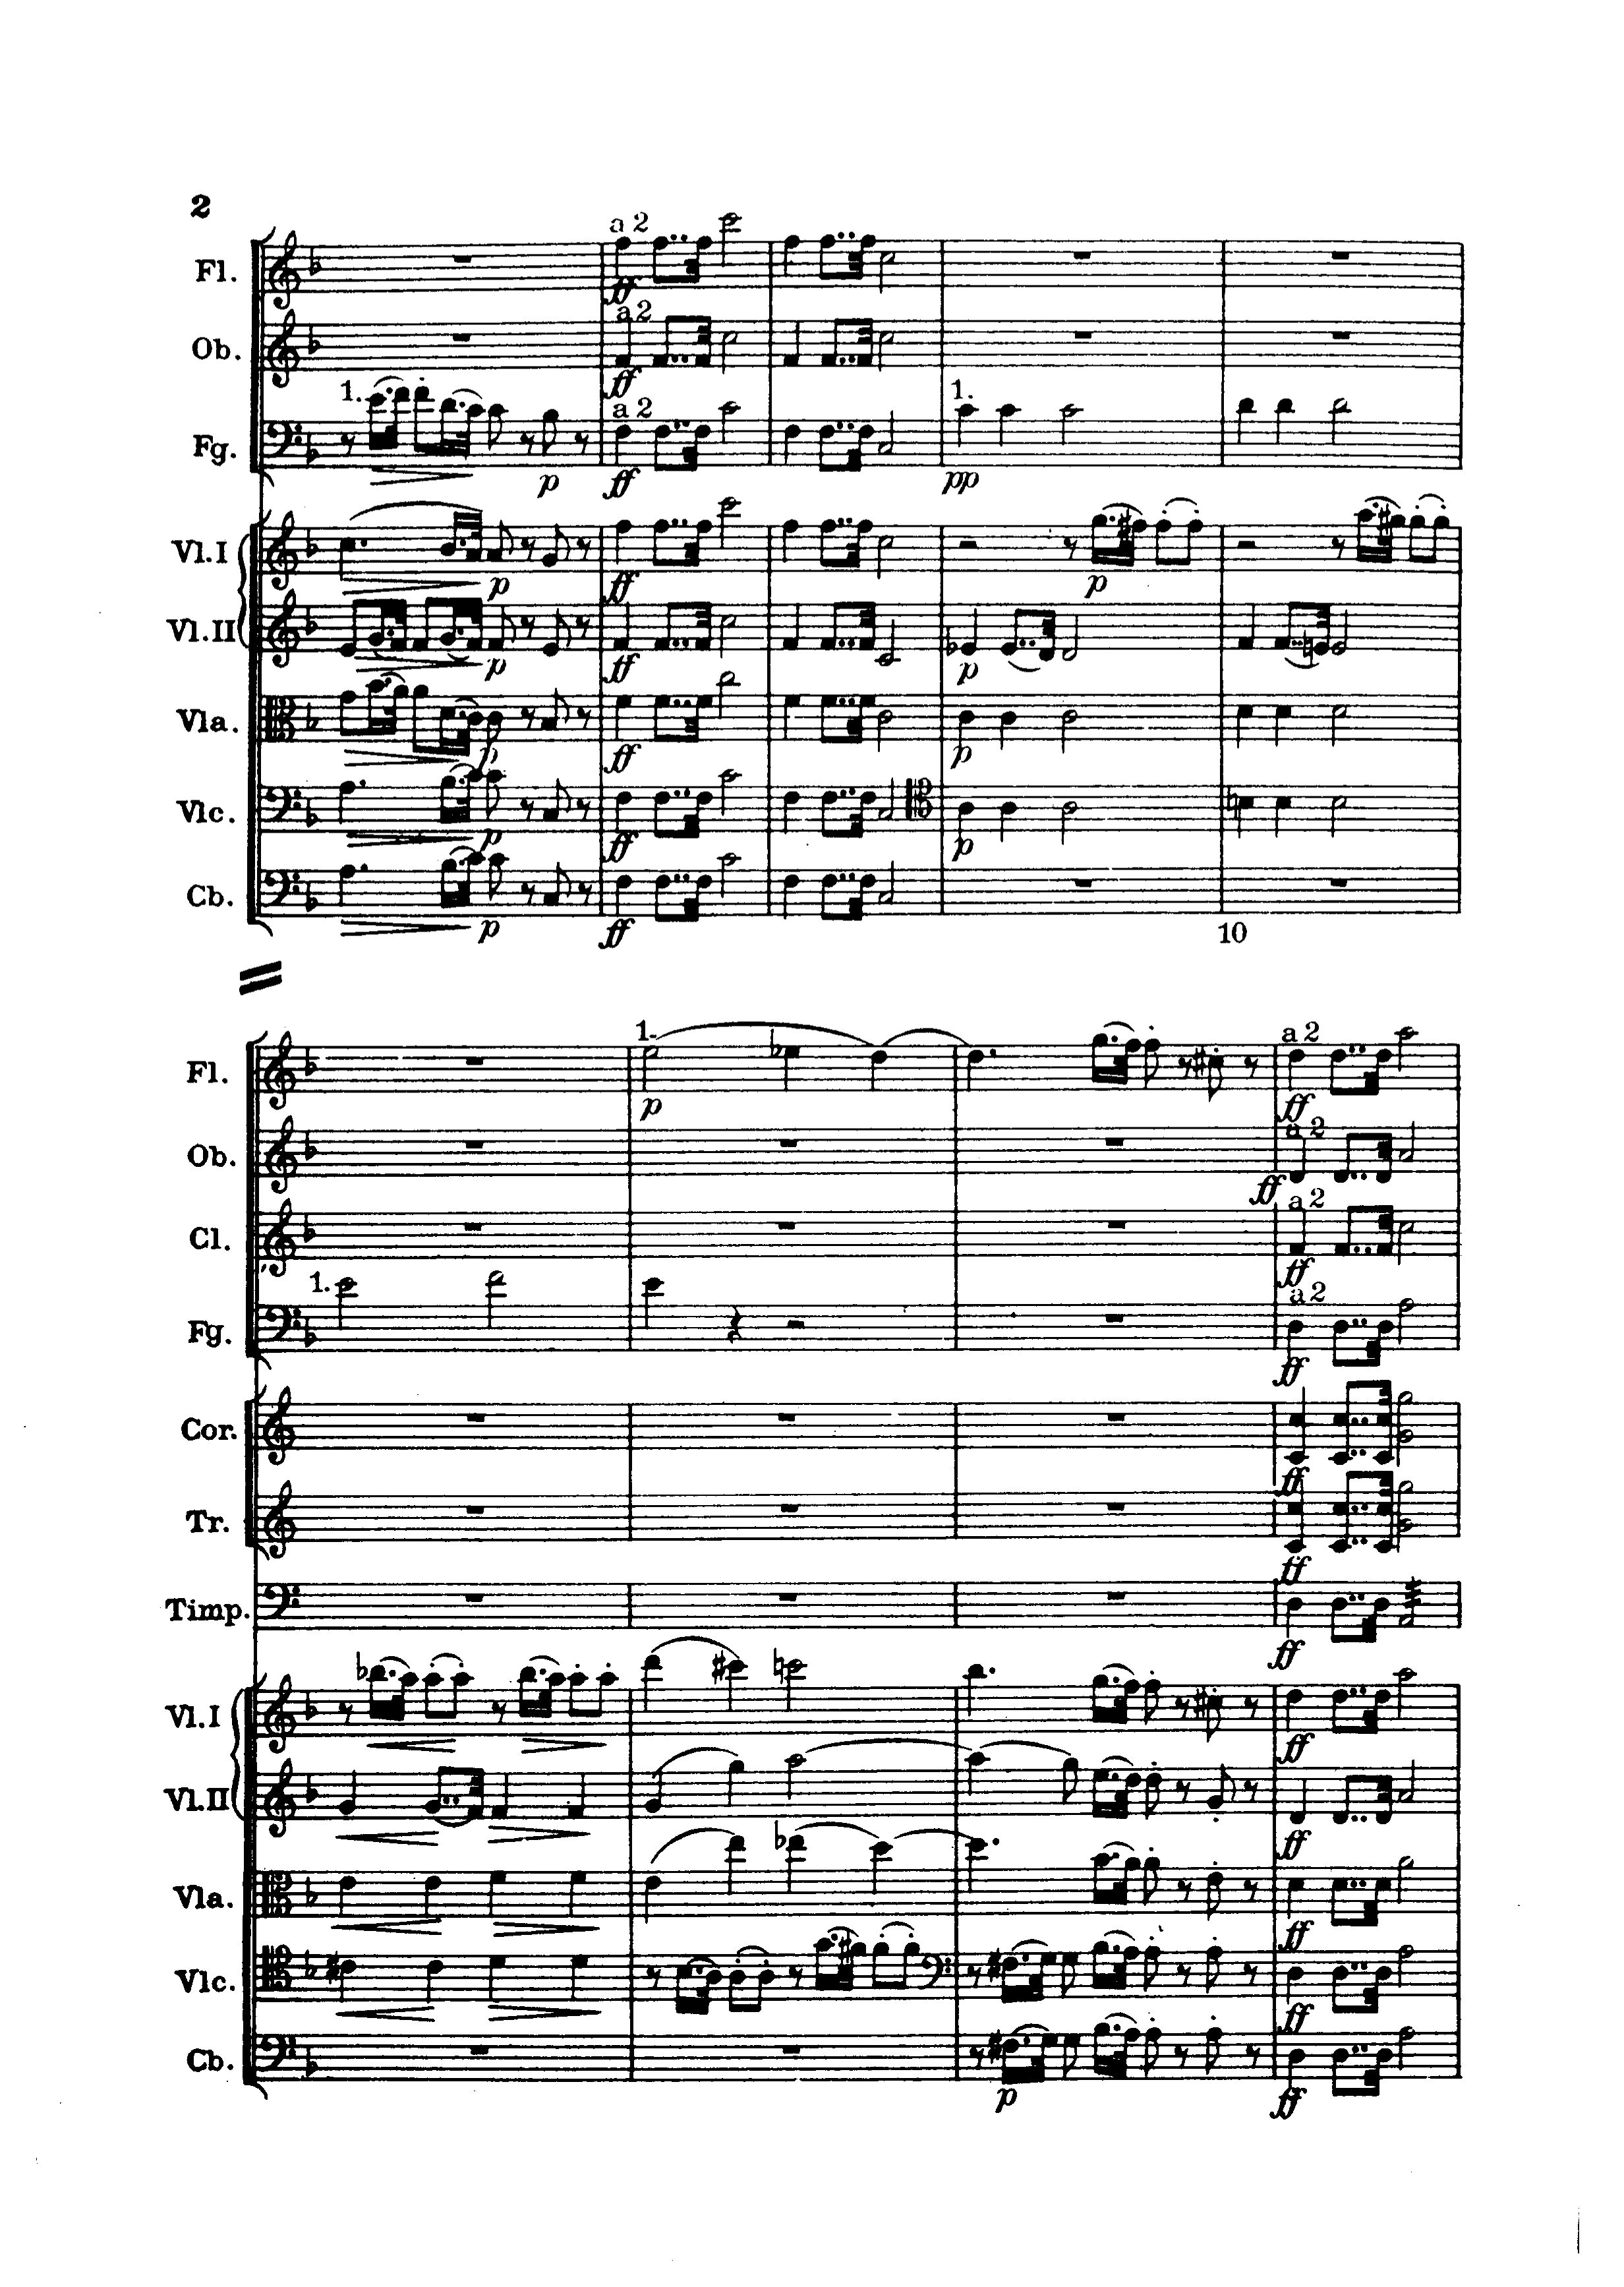 2
a 2
Fl.
ff
a 2
Ob.
ff
1.
a 2
1.
Fg.
p
ff
pp
Vl. I
p
ff
p
Vl. II
p
ff
p
Vla.
p
ff
p
Vlc.
p
ff
p
Cb.
p
ff
10
1.
a 2
Fl.
p
ff
a 2
Ob.
ff
a 2
Cl.
ff
1.
a 2
Fg.
ff
Cor.
ff
Tr.
ff
Timp.
ff
Vl. I
ff
Vl. II
ff
Vla.
ff
Vlc.
ff
Cb.
p
ff